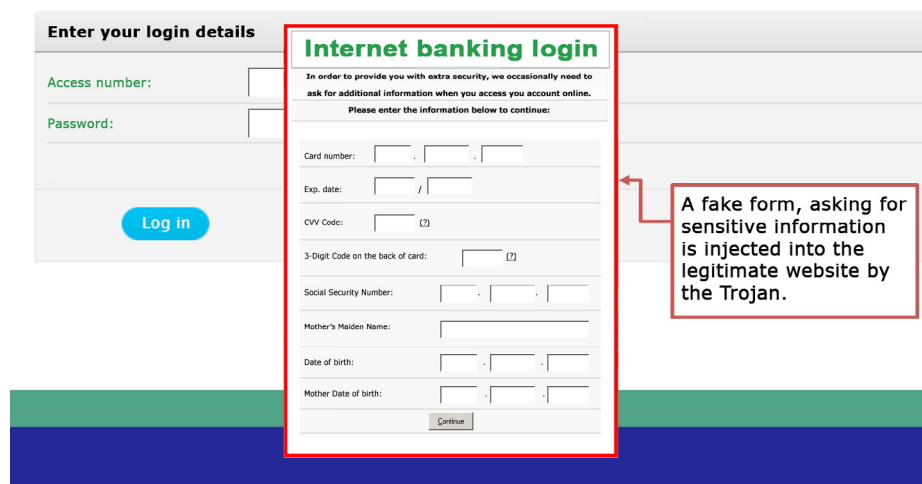 Enter your login details
Access number:
Password:
Log in
Internet banking login
In order to provide you with extra security, we occasionally need to
ask for additional information when you access you account online.
Please enter the information below to continue:
Card number: . .
Exp. date: /
CVV Code: (?)
3-Digit Code on the back of card: (?)
Social Security Number: . .
Mother's Maiden Name:
Date of birth: . .
Mother Date of birth: . .
Continue
A fake form, asking for
sensitive information
is injected into the
legitimate website by
the Trojan.